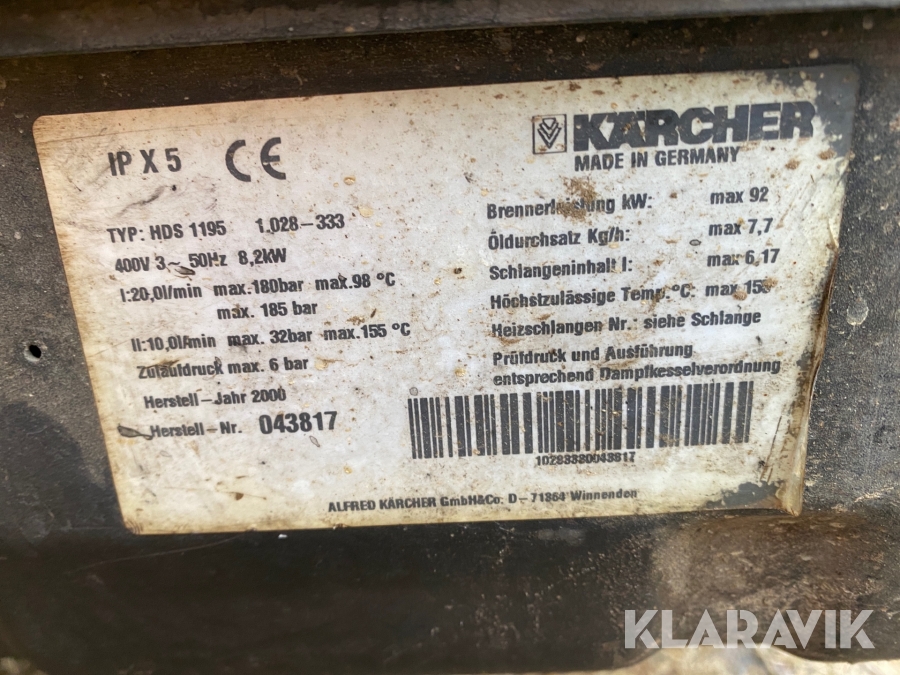 IP X 5 CE
KÄRCHER
MADE IN GERMANY
TYP: HDS 1195 1.028-333
400V 3~ 50Hz 8,2kW
I:20,0l/min max.180bar max.98 °C
max. 185 bar
II:10,0l/min max. 32bar max.155 °C
Zulaufdruck max. 6 bar
Herstell-Jahr 2000
Herstell-Nr. 043817
Brennerleistung kW: max 92
Öldurchsatz Kg/h: max 7,7
Schlangeninhalt l: max 6,17
Höchstzulässige Temp.°C: max
Heizschlangen Nr.: siehe Schlange
Prüfdruck und Ausführung
entsprechend Dampfkesselverordnung
10283330043817
ALFRED KÄRCHER GmbH&Co. D-71364 Winnenden
KLARAVIK